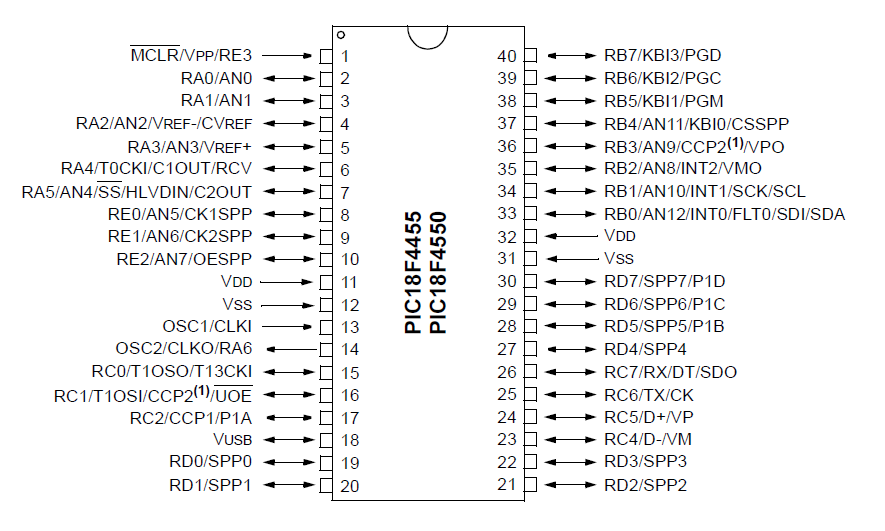 MCLR/VPP/RE3 1 40 RB7/KBI3/PGD
RA0/AN0 2 39 RB6/KBI2/PGC
RA1/AN1 3 38 RB5/KBI1/PGM
RA2/AN2/VREF-/CVREF 4 37 RB4/AN11/KBI0/CSSPP
RA3/AN3/VREF+ 5 36 RB3/AN9/CCP2(1)/VPO
RA4/T0CKI/C1OUT/RCV 6 35 RB2/AN8/INT2/VMO
RA5/AN4/SS/HLVDIN/C2OUT 7 34 RB1/AN10/INT1/SCK/SCL
RE0/AN5/CK1SPP 8 33 RB0/AN12/INT0/FLT0/SDI/SDA
RE1/AN6/CK2SPP 9 32 VDD
RE2/AN7/OESPP 10 31 VSS
VDD 11 30 RD7/SPP7/P1D
VSS 12 29 RD6/SPP6/P1C
OSC1/CLKI 13 28 RD5/SPP5/P1B
OSC2/CLKO/RA6 14 27 RD4/SPP4
RC0/T1OSO/T13CKI 15 26 RC7/RX/DT/SDO
RC1/T1OSI/CCP2(1)/UOE 16 25 RC6/TX/CK
RC2/CCP1/P1A 17 24 RC5/D+/VP
VUSB 18 23 RC4/D-/VM
RD0/SPP0 19 22 RD3/SPP3
RD1/SPP1 20 21 RD2/SPP2
PIC18F4455
PIC18F4550